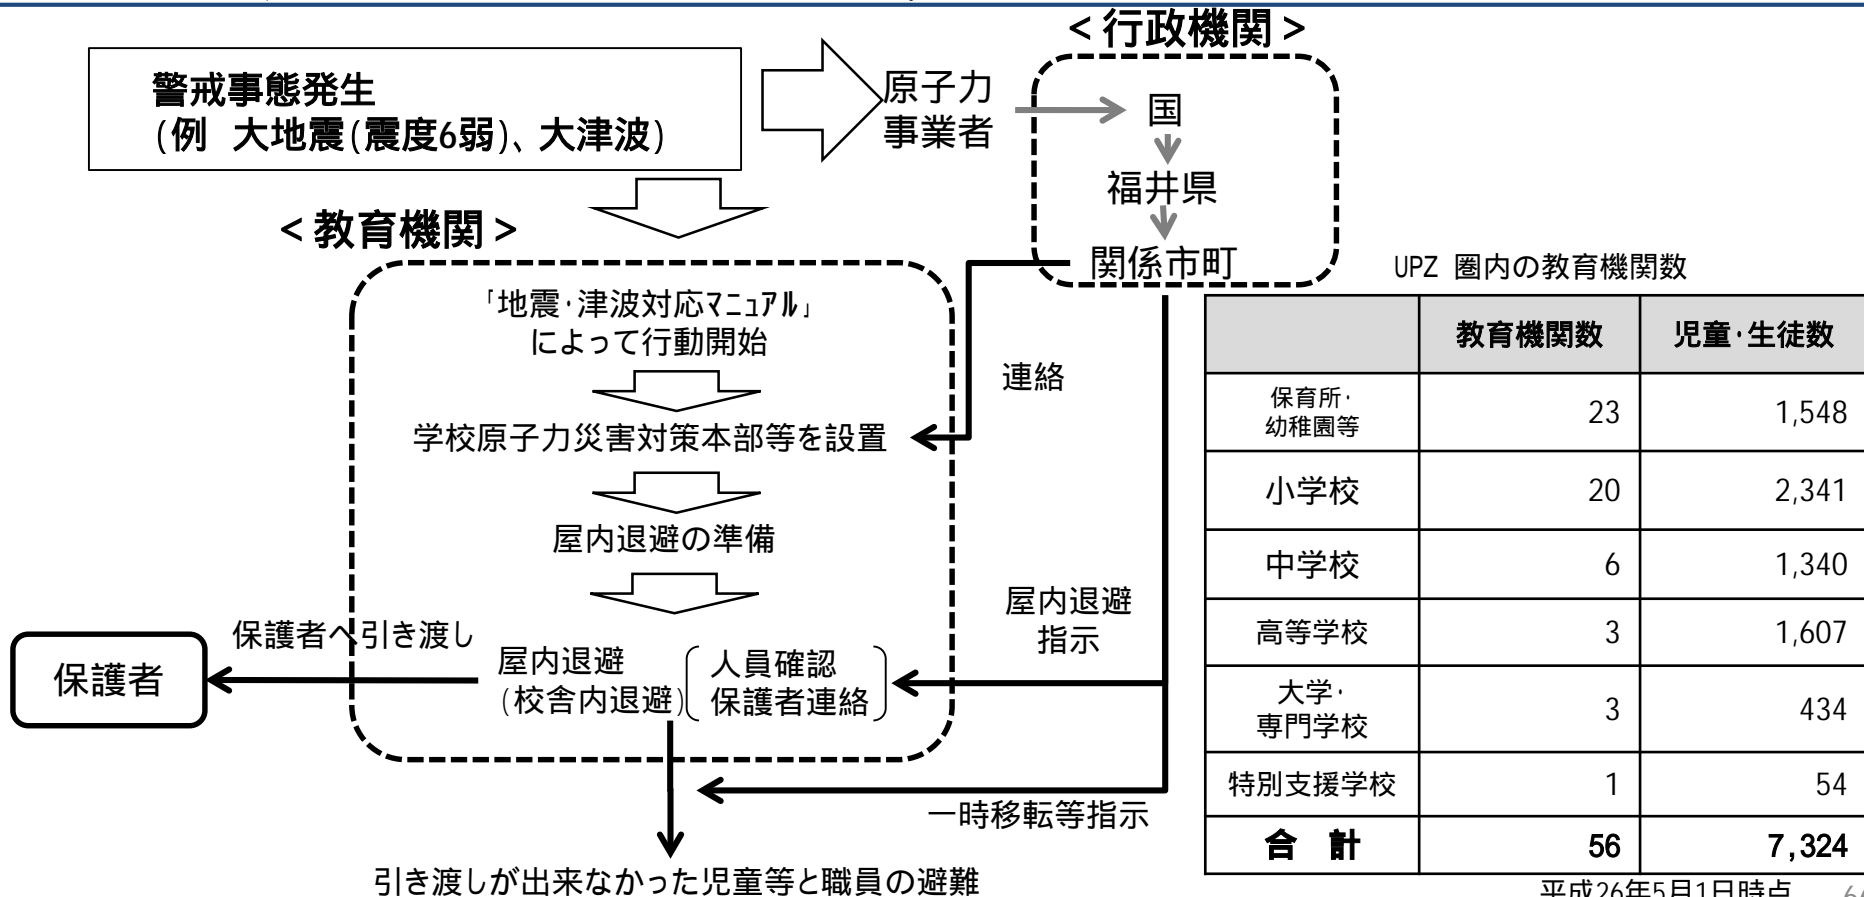 ＜行政機関＞
警戒事態発生
(例　大地震(震度6弱)、大津波)
原子力
事業者
国
福井県
関係市町
＜教育機関＞
「地震・津波対応ﾏﾆｭｱﾙ」
によって行動開始
連絡
学校原子力災害対策本部等を設置
屋内退避の準備
屋内退避
指示
保護者へ引き渡し
保護者
屋内退避
(校舎内退避)
人員確認
保護者連絡
一時移転等指示
引き渡しが出来なかった児童等と職員の避難
UPZ 圏内の教育機関数
教育機関数 児童・生徒数
保育所・
幼稚園等 23 1,548
小学校 20 2,341
中学校 6 1,340
高等学校 3 1,607
大学・
専門学校 3 434
特別支援学校 1 54
合　計 56 7,324
平成26年5月1日時点